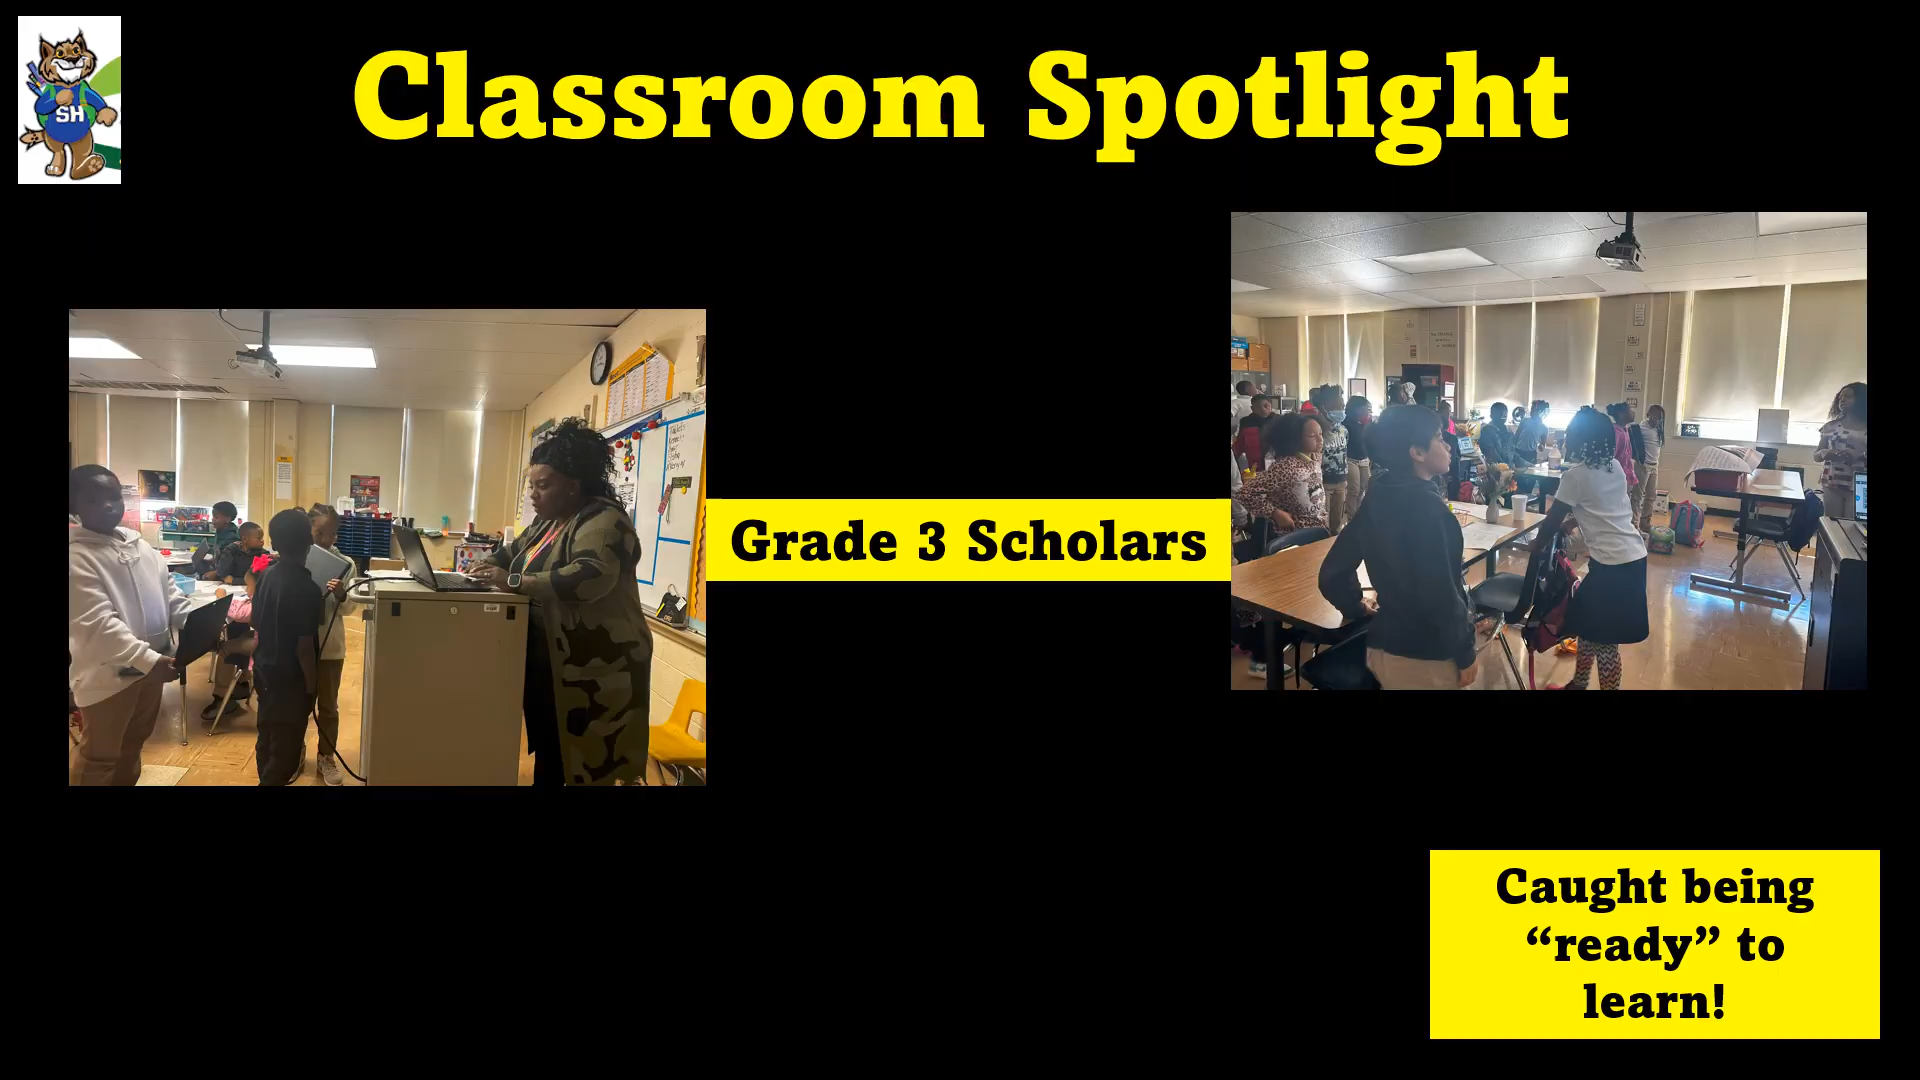 Classroom Spotlight
SH
Grade 3 Scholars
Caught being
“ready” to
learn!